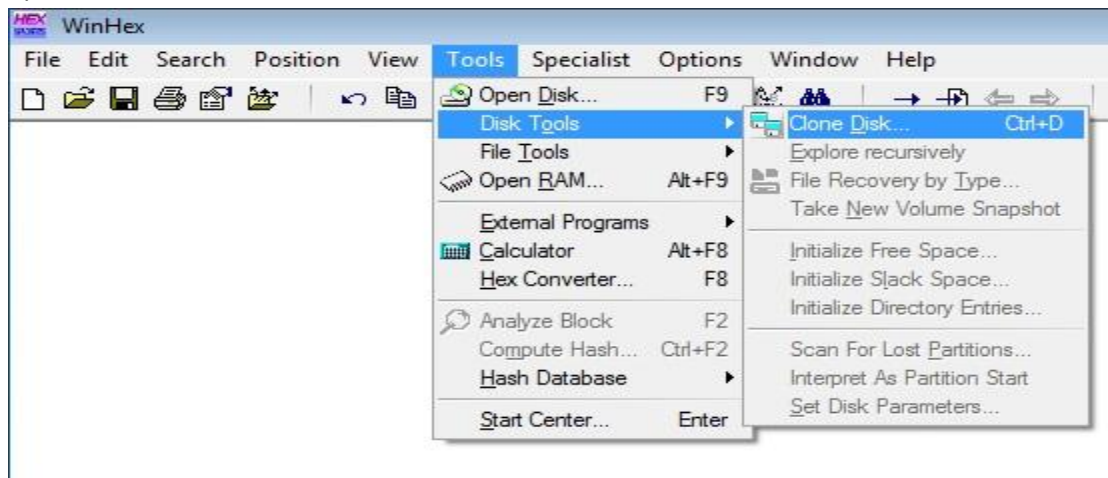 WinHex
File Edit Search Position View Tools Specialist Options Window Help
Open Disk... F9
Disk Tools
File Tools
Open RAM... Alt+F9
External Programs
Calculator Alt+F8
Hex Converter... F8
Analyze Block F2
Compute Hash... Ctrl+F2
Hash Database
Start Center... Enter
Clone Disk... Ctrl+D
Explore recursively
File Recovery by Type...
Take New Volume Snapshot
Initialize Free Space...
Initialize Slack Space...
Initialize Directory Entries...
Scan For Lost Partitions...
Interpret As Partition Start
Set Disk Parameters...